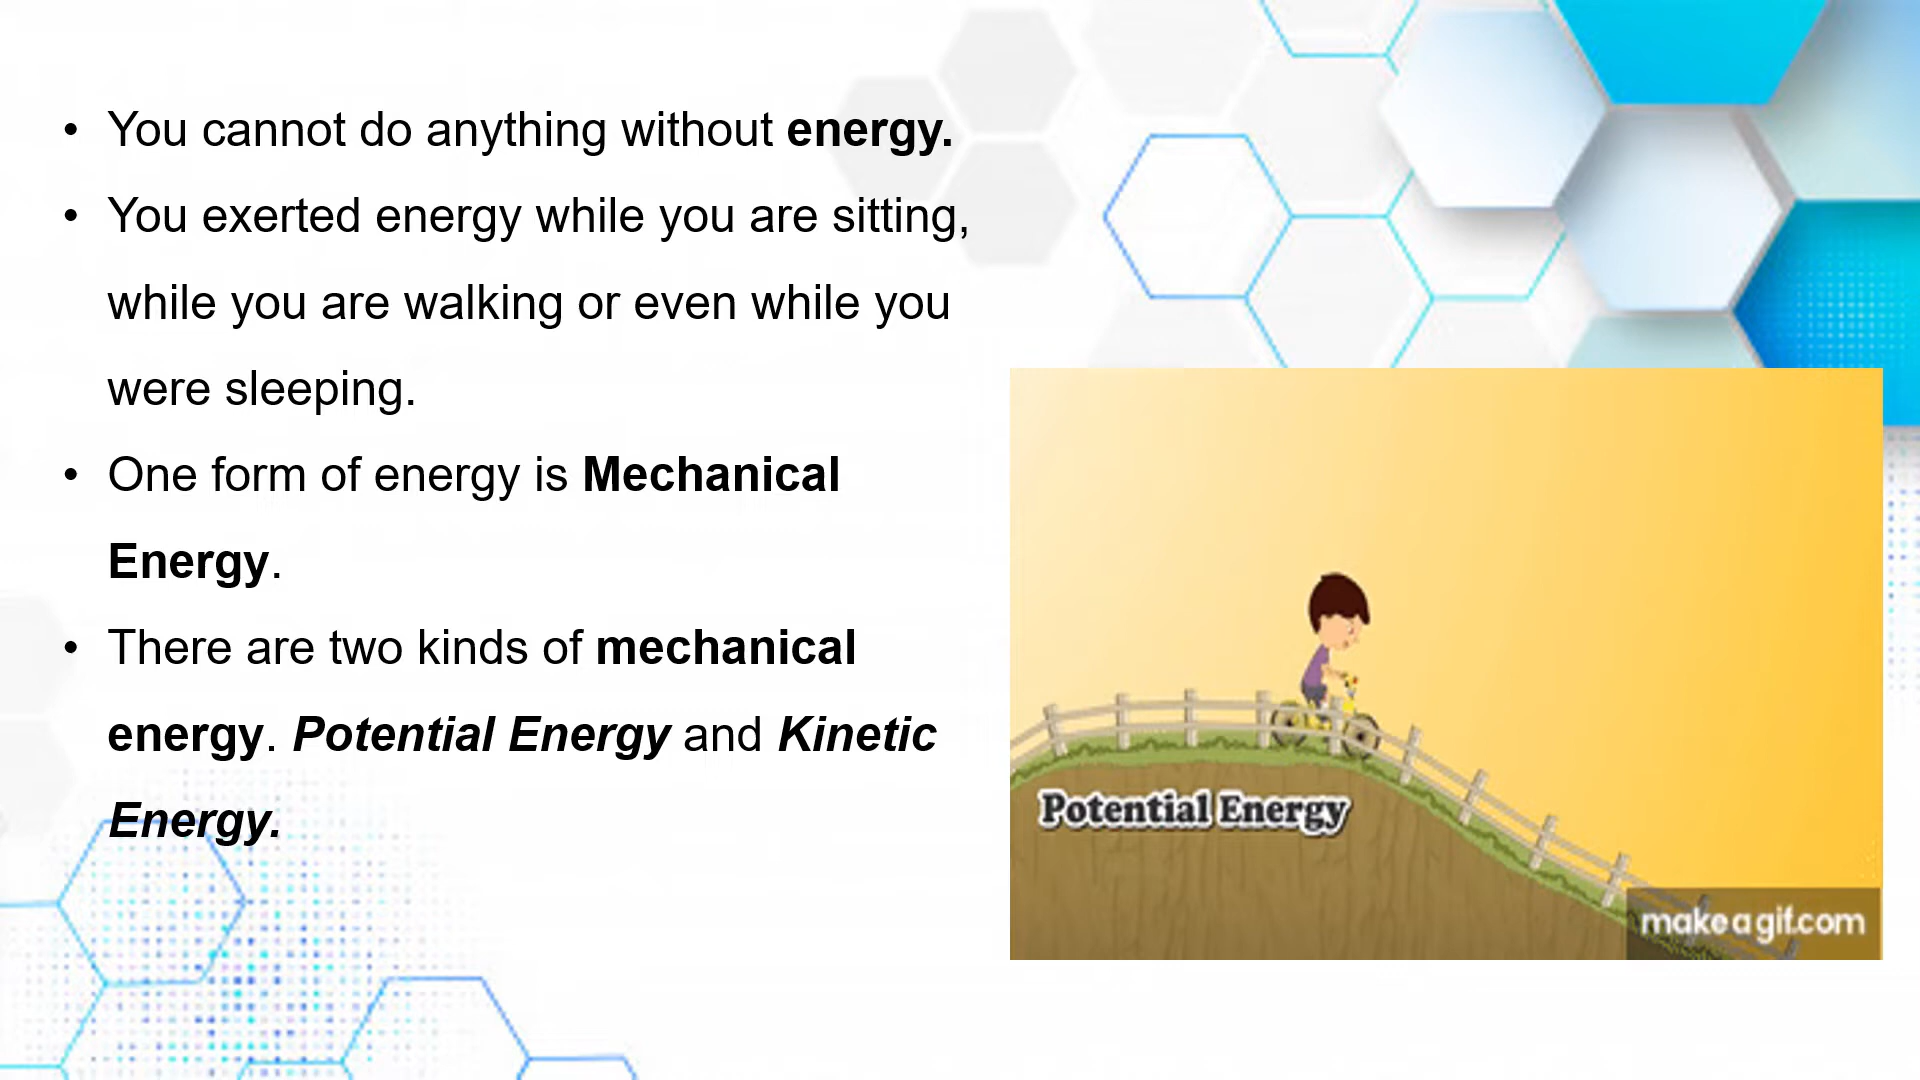 • You cannot do anything without energy.
• You exerted energy while you are sitting,
while you are walking or even while you
were sleeping.
• One form of energy is Mechanical
Energy.
• There are two kinds of mechanical
energy. Potential Energy and Kinetic
Energy.
Potential Energy
makeagif.com